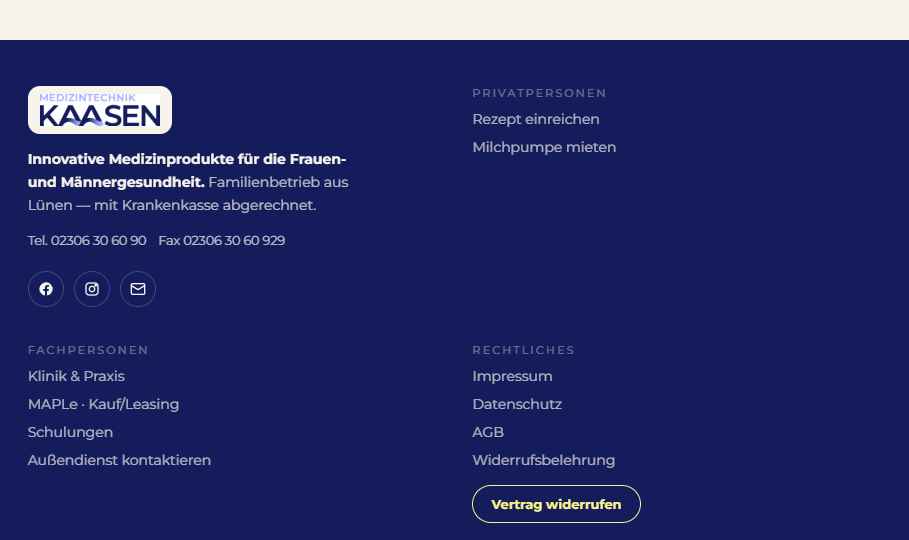 MEDIZINTECHNIK
KAASEN
Innovative Medizinprodukte für die Frauen-
und Männergesundheit. Familienbetrieb aus
Lünen — mit Krankenkasse abgerechnet.
Tel. 02306 30 60 90 Fax 02306 30 60 929
PRIVATPERSONEN
Rezept einreichen
Milchpumpe mieten
FACHPERSONEN
Klinik & Praxis
MAPLe · Kauf/Leasing
Schulungen
Außendienst kontaktieren
RECHTLICHES
Impressum
Datenschutz
AGB
Widerrufsbelehrung
Vertrag widerrufen